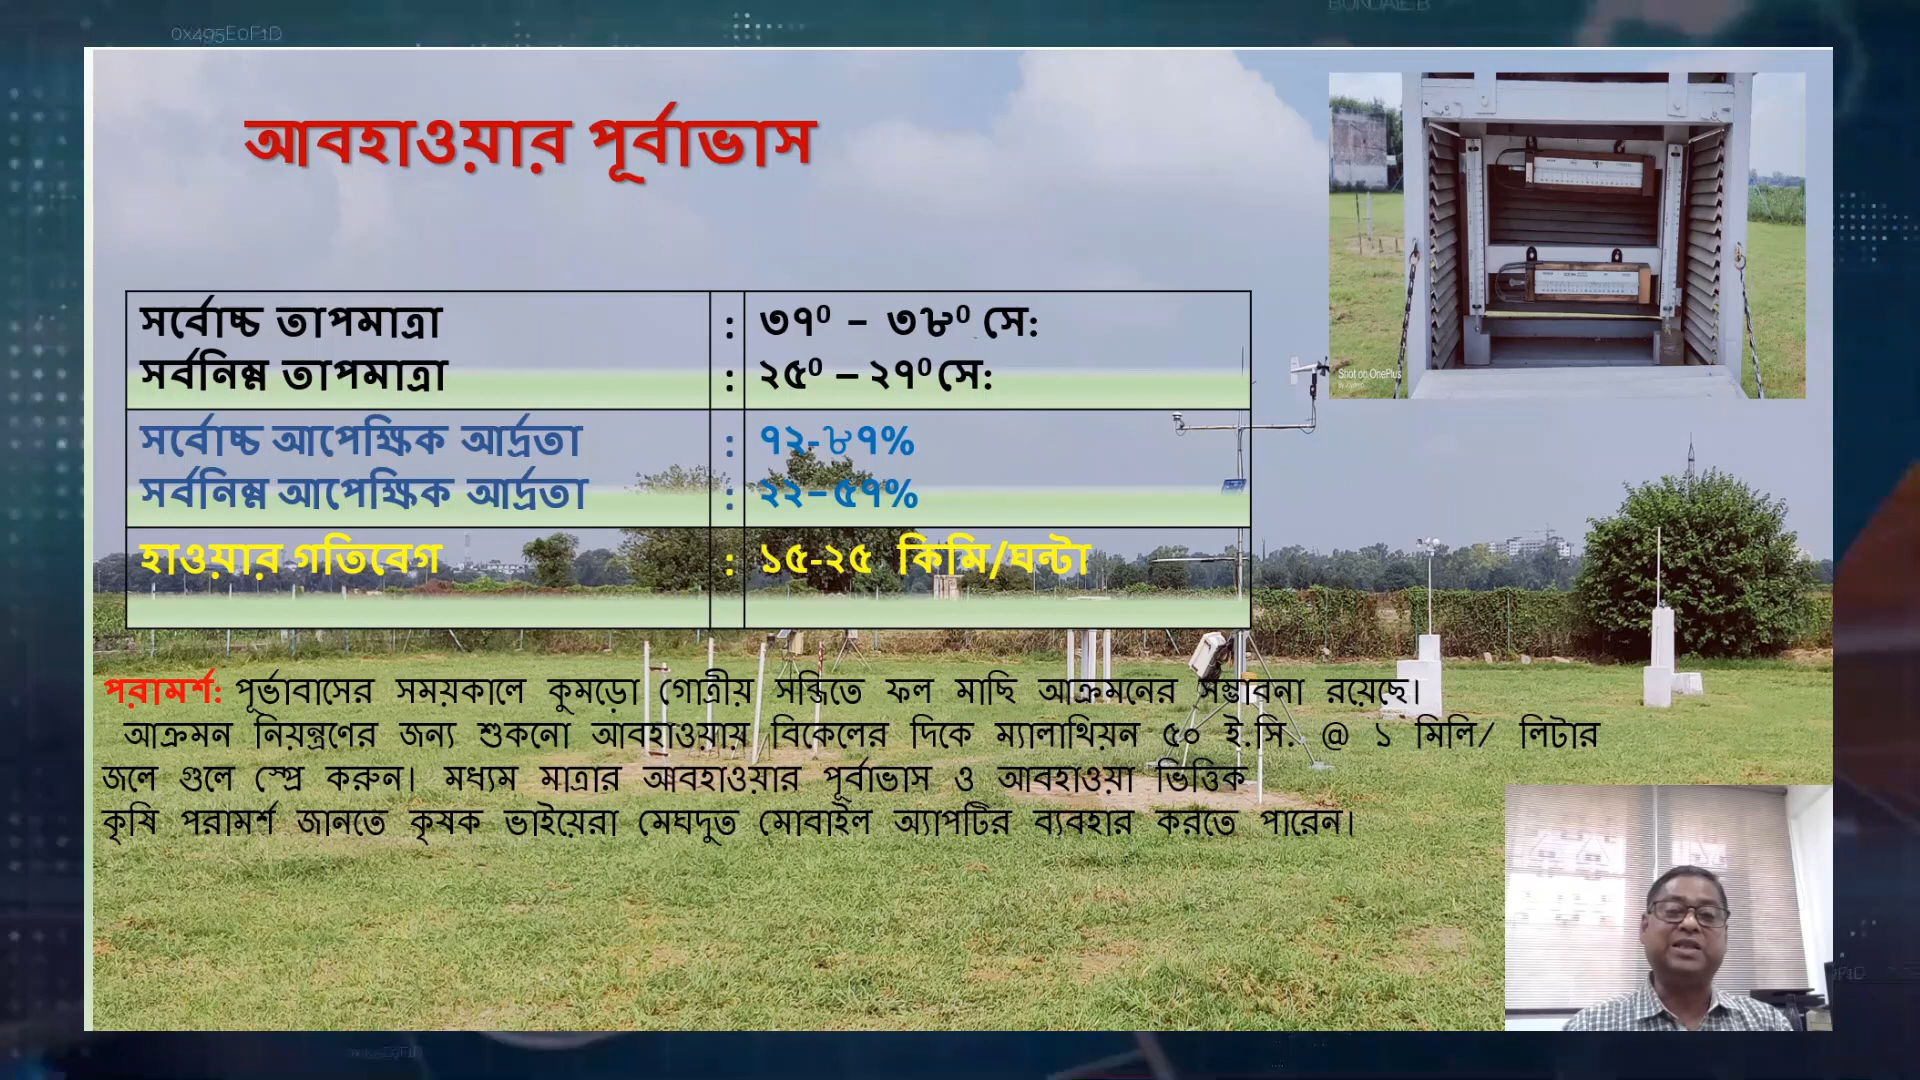 0x495E0F1D
আবহাওয়ার পূর্বাভাস
Shot on OnePlus
সর্বোচ্চ তাপমাত্রা : ৩৭⁰ – ৩৮⁰ সে:
সর্বনিম্ন তাপমাত্রা : ২৫⁰ – ২৭⁰ সে:
সর্বোচ্চ আপেক্ষিক আর্দ্রতা : ৭২-৮৭%
সর্বনিম্ন আপেক্ষিক আর্দ্রতা : ২২–৫৭%
হাওয়ার গতিবেগ : ১৫-২৫ কিমি/ঘন্টা
পরামর্শ: পূর্ভাবাসের সময়কালে কুমড়ো গোত্রীয় সব্জিতে ফল মাছি আক্রমনের সম্ভাবনা রয়েছে।
আক্রমন নিয়ন্ত্রণের জন্য শুকনো আবহাওয়ায় বিকেলের দিকে ম্যালাথিয়ন ৫০ ই.সি. @ ১ মিলি/ লিটার
জলে গুলে স্প্রে করুন। মধ্যম মাত্রার আবহাওয়ার পূর্বাভাস ও আবহাওয়া ভিত্তিক
কৃষি পরামর্শ জানতে কৃষক ভাইয়েরা মেঘদুত মোবাইল অ্যাপটির ব্যবহার করতে পারেন।